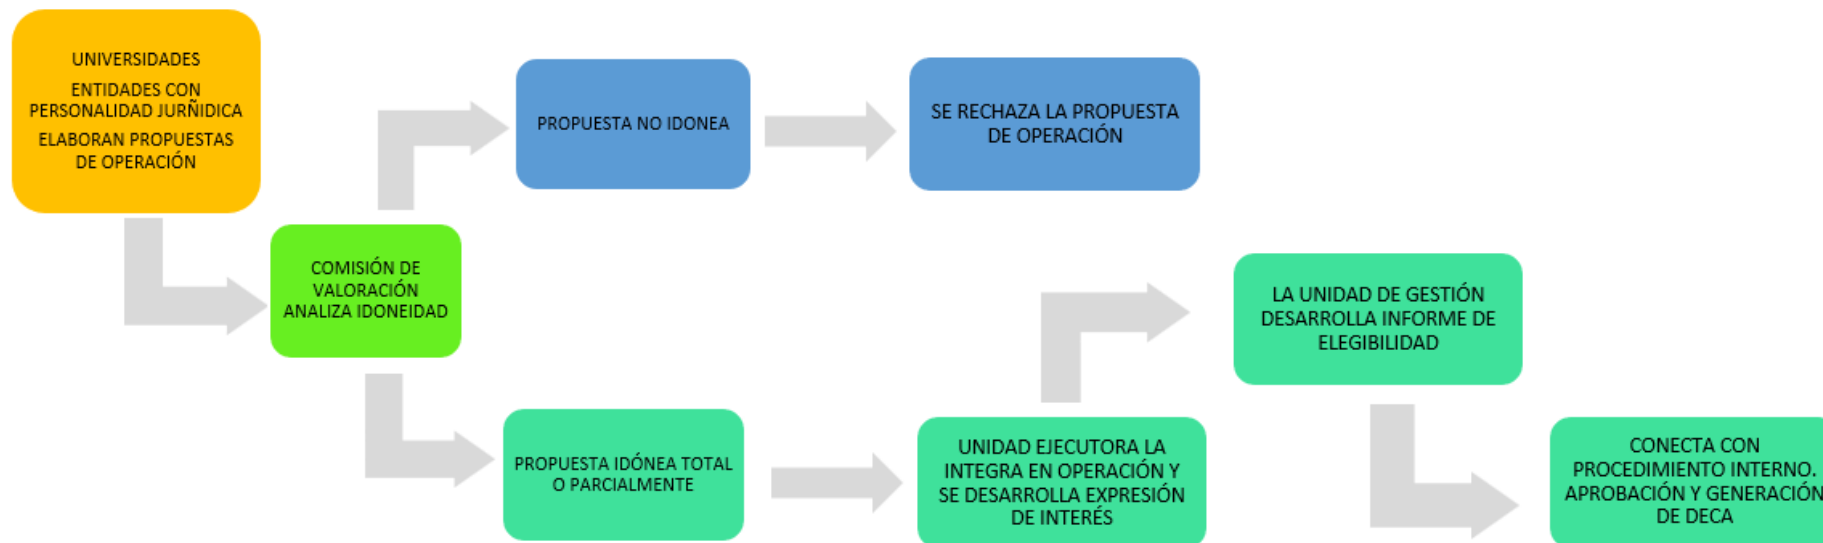 UNIVERSIDADES
ENTIDADES CON
PERSONALIDAD JURÑIDICA
ELABORAN PROPUESTAS
DE OPERACIÓN
PROPUESTA NO IDONEA
SE RECHAZA LA PROPUESTA
DE OPERACIÓN
COMISIÓN DE
VALORACIÓN
ANALIZA IDONEIDAD
PROPUESTA IDÓNEA TOTAL
O PARCIALMENTE
UNIDAD EJECUTORA LA
INTEGRA EN OPERACIÓN Y
SE DESARROLLA EXPRESIÓN
DE INTERÉS
LA UNIDAD DE GESTIÓN
DESARROLLA INFORME DE
ELEGIBILIDAD
CONECTA CON
PROCEDIMIENTO INTERNO.
APROBACIÓN Y GENERACIÓN
DE DECA